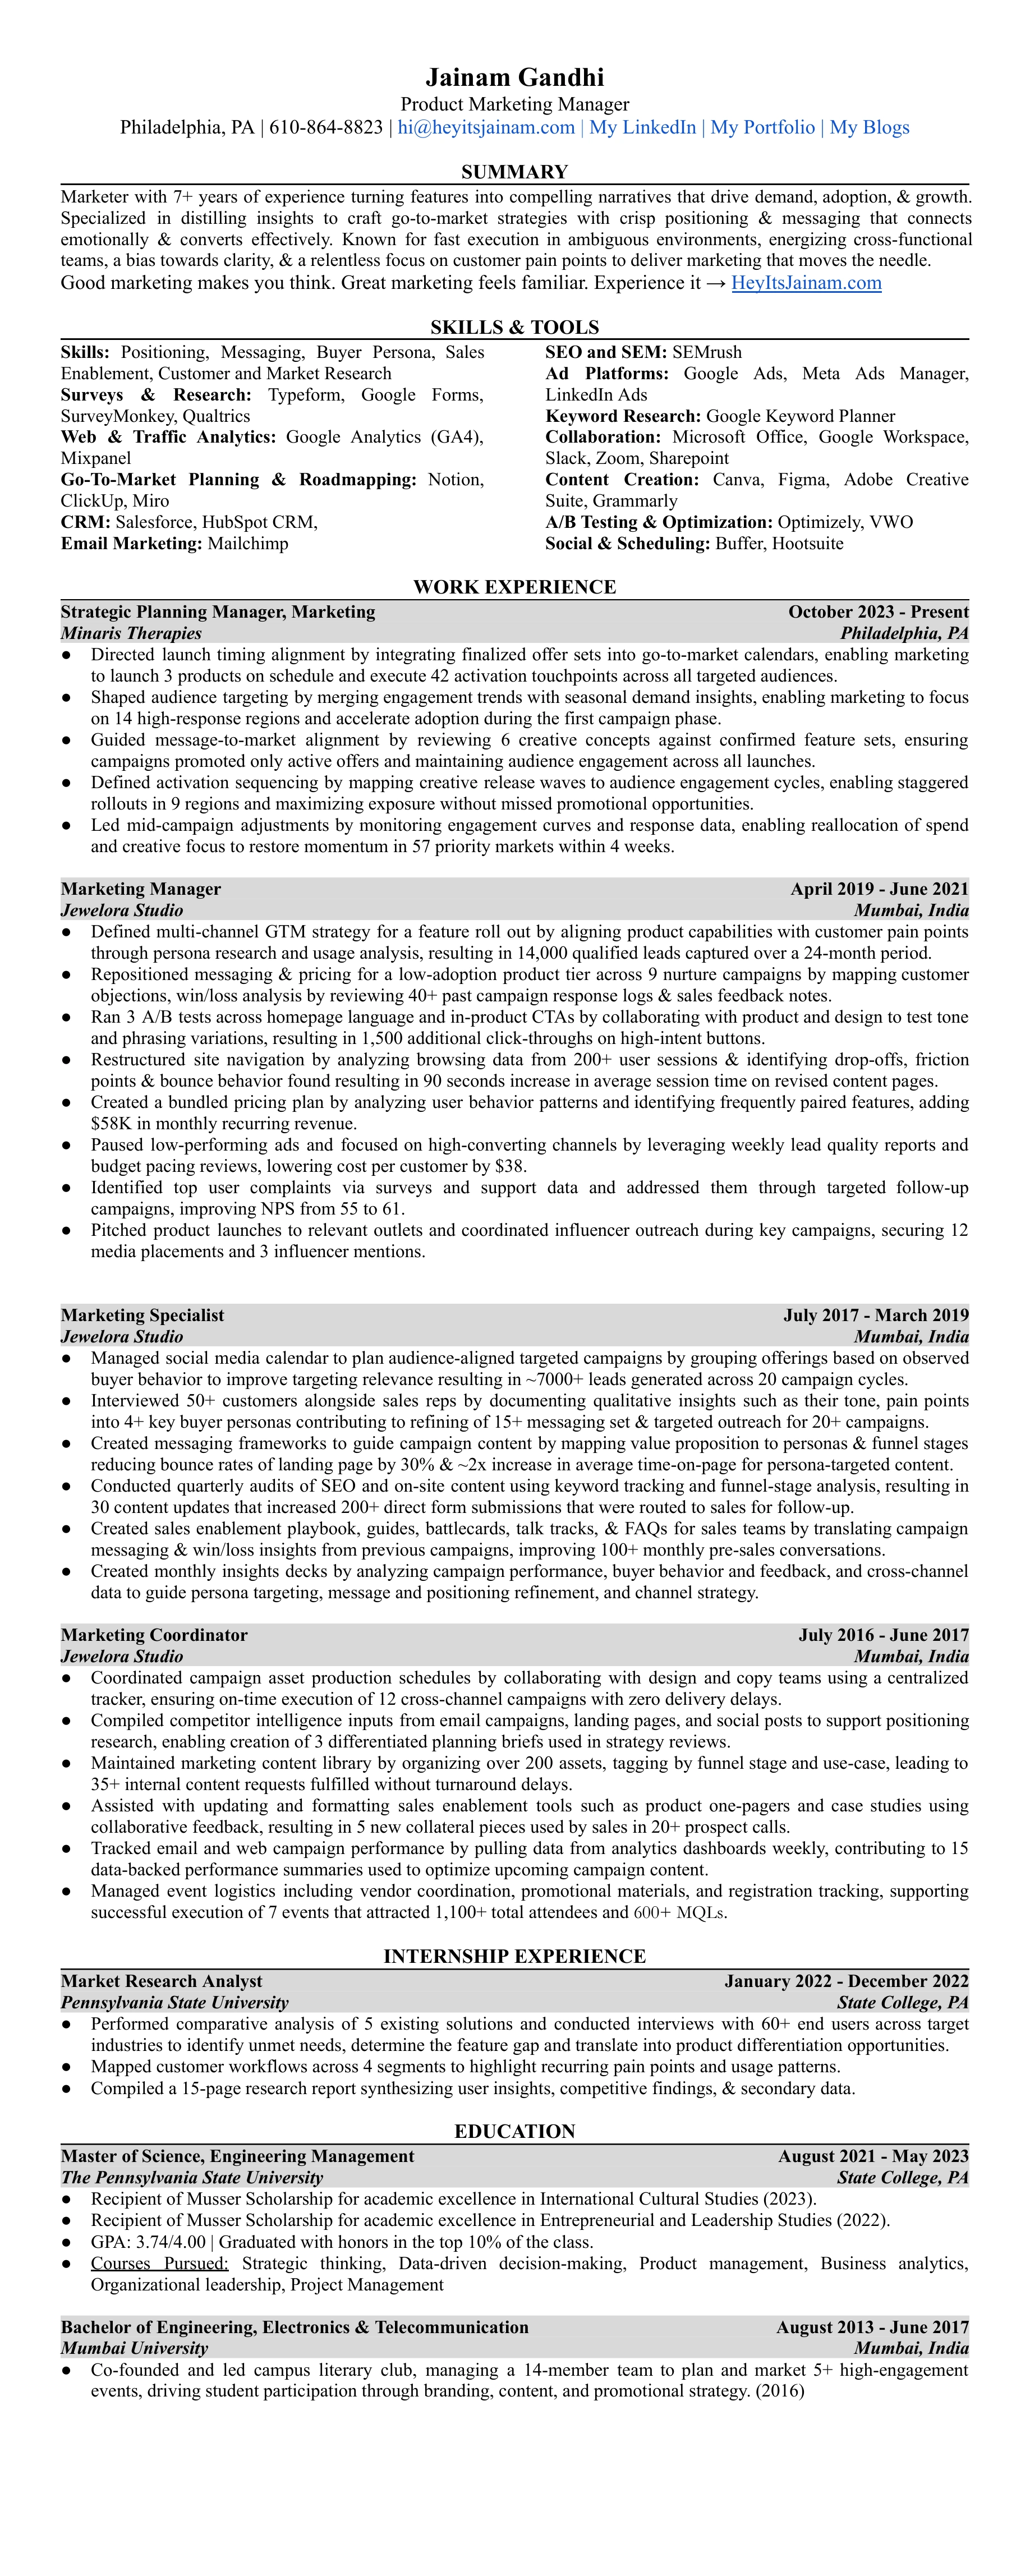 Jainam Gandhi
Product Marketing Manager
Philadelphia, PA | 610-864-8823 | hi@heyitsjainam.com | My LinkedIn | My Portfolio | My Blogs
SUMMARY
Marketer with 7+ years of experience turning features into compelling narratives that drive demand, adoption, & growth.
Specialized in distilling insights to craft go-to-market strategies with crisp positioning & messaging that connects
emotionally & converts effectively. Known for fast execution in ambiguous environments, energizing cross-functional
teams, a bias towards clarity, & a relentless focus on customer pain points to deliver marketing that moves the needle.
Good marketing makes you think. Great marketing feels familiar. Experience it → HeyItsJainam.com
SKILLS & TOOLS
Skills: Positioning, Messaging, Buyer Persona, Sales
Enablement, Customer and Market Research
Surveys & Research: Typeform, Google Forms,
SurveyMonkey, Qualtrics
Web & Traffic Analytics: Google Analytics (GA4),
Mixpanel
Go-To-Market Planning & Roadmapping: Notion,
ClickUp, Miro
CRM: Salesforce, HubSpot CRM,
Email Marketing: Mailchimp
SEO and SEM: SEMrush
Ad Platforms: Google Ads, Meta Ads Manager,
LinkedIn Ads
Keyword Research: Google Keyword Planner
Collaboration: Microsoft Office, Google Workspace,
Slack, Zoom, Sharepoint
Content Creation: Canva, Figma, Adobe Creative
Suite, Grammarly
A/B Testing & Optimization: Optimizely, VWO
Social & Scheduling: Buffer, Hootsuite
WORK EXPERIENCE
Strategic Planning Manager, Marketing October 2023 - Present
Minaris Therapies Philadelphia, PA
● Directed launch timing alignment by integrating finalized offer sets into go-to-market calendars, enabling marketing
to launch 3 products on schedule and execute 42 activation touchpoints across all targeted audiences.
● Shaped audience targeting by merging engagement trends with seasonal demand insights, enabling marketing to focus
on 14 high-response regions and accelerate adoption during the first campaign phase.
● Guided message-to-market alignment by reviewing 6 creative concepts against confirmed feature sets, ensuring
campaigns promoted only active offers and maintaining audience engagement across all launches.
● Defined activation sequencing by mapping creative release waves to audience engagement cycles, enabling staggered
rollouts in 9 regions and maximizing exposure without missed promotional opportunities.
● Led mid-campaign adjustments by monitoring engagement curves and response data, enabling reallocation of spend
and creative focus to restore momentum in 57 priority markets within 4 weeks.
Marketing Manager April 2019 - June 2021
Jewelora Studio Mumbai, India
● Defined multi-channel GTM strategy for a feature roll out by aligning product capabilities with customer pain points
through persona research and usage analysis, resulting in 14,000 qualified leads captured over a 24-month period.
● Repositioned messaging & pricing for a low-adoption product tier across 9 nurture campaigns by mapping customer
objections, win/loss analysis by reviewing 40+ past campaign response logs & sales feedback notes.
● Ran 3 A/B tests across homepage language and in-product CTAs by collaborating with product and design to test tone
and phrasing variations, resulting in 1,500 additional click-throughs on high-intent buttons.
● Restructured site navigation by analyzing browsing data from 200+ user sessions & identifying drop-offs, friction
points & bounce behavior found resulting in 90 seconds increase in average session time on revised content pages.
● Created a bundled pricing plan by analyzing user behavior patterns and identifying frequently paired features, adding
$58K in monthly recurring revenue.
● Paused low-performing ads and focused on high-converting channels by leveraging weekly lead quality reports and
budget pacing reviews, lowering cost per customer by $38.
● Identified top user complaints via surveys and support data and addressed them through targeted follow-up
campaigns, improving NPS from 55 to 61.
● Pitched product launches to relevant outlets and coordinated influencer outreach during key campaigns, securing 12
media placements and 3 influencer mentions.
Marketing Specialist July 2017 - March 2019
Jewelora Studio Mumbai, India
● Managed social media calendar to plan audience-aligned targeted campaigns by grouping offerings based on observed
buyer behavior to improve targeting relevance resulting in ~7000+ leads generated across 20 campaign cycles.
● Interviewed 50+ customers alongside sales reps by documenting qualitative insights such as their tone, pain points
into 4+ key buyer personas contributing to refining of 15+ messaging set & targeted outreach for 20+ campaigns.
● Created messaging frameworks to guide campaign content by mapping value proposition to personas & funnel stages
reducing bounce rates of landing page by 30% & ~2x increase in average time-on-page for persona-targeted content.
● Conducted quarterly audits of SEO and on-site content using keyword tracking and funnel-stage analysis, resulting in
30 content updates that increased 200+ direct form submissions that were routed to sales for follow-up.
● Created sales enablement playbook, guides, battlecards, talk tracks, & FAQs for sales teams by translating campaign
messaging & win/loss insights from previous campaigns, improving 100+ monthly pre-sales conversations.
● Created monthly insights decks by analyzing campaign performance, buyer behavior and feedback, and cross-channel
data to guide persona targeting, message and positioning refinement, and channel strategy.
Marketing Coordinator July 2016 - June 2017
Jewelora Studio Mumbai, India
● Coordinated campaign asset production schedules by collaborating with design and copy teams using a centralized
tracker, ensuring on-time execution of 12 cross-channel campaigns with zero delivery delays.
● Compiled competitor intelligence inputs from email campaigns, landing pages, and social posts to support positioning
research, enabling creation of 3 differentiated planning briefs used in strategy reviews.
● Maintained marketing content library by organizing over 200 assets, tagging by funnel stage and use-case, leading to
35+ internal content requests fulfilled without turnaround delays.
● Assisted with updating and formatting sales enablement tools such as product one-pagers and case studies using
collaborative feedback, resulting in 5 new collateral pieces used by sales in 20+ prospect calls.
● Tracked email and web campaign performance by pulling data from analytics dashboards weekly, contributing to 15
data-backed performance summaries used to optimize upcoming campaign content.
● Managed event logistics including vendor coordination, promotional materials, and registration tracking, supporting
successful execution of 7 events that attracted 1,100+ total attendees and 600+ MQLs.
INTERNSHIP EXPERIENCE
Market Research Analyst January 2022 - December 2022
Pennsylvania State University State College, PA
● Performed comparative analysis of 5 existing solutions and conducted interviews with 60+ end users across target
industries to identify unmet needs, determine the feature gap and translate into product differentiation opportunities.
● Mapped customer workflows across 4 segments to highlight recurring pain points and usage patterns.
● Compiled a 15-page research report synthesizing user insights, competitive findings, & secondary data.
EDUCATION
Master of Science, Engineering Management August 2021 - May 2023
The Pennsylvania State University State College, PA
● Recipient of Musser Scholarship for academic excellence in International Cultural Studies (2023).
● Recipient of Musser Scholarship for academic excellence in Entrepreneurial and Leadership Studies (2022).
● GPA: 3.74/4.00 | Graduated with honors in the top 10% of the class.
● Courses Pursued: Strategic thinking, Data-driven decision-making, Product management, Business analytics,
Organizational leadership, Project Management
Bachelor of Engineering, Electronics & Telecommunication August 2013 - June 2017
Mumbai University Mumbai, India
● Co-founded and led campus literary club, managing a 14-member team to plan and market 5+ high-engagement
events, driving student participation through branding, content, and promotional strategy. (2016)